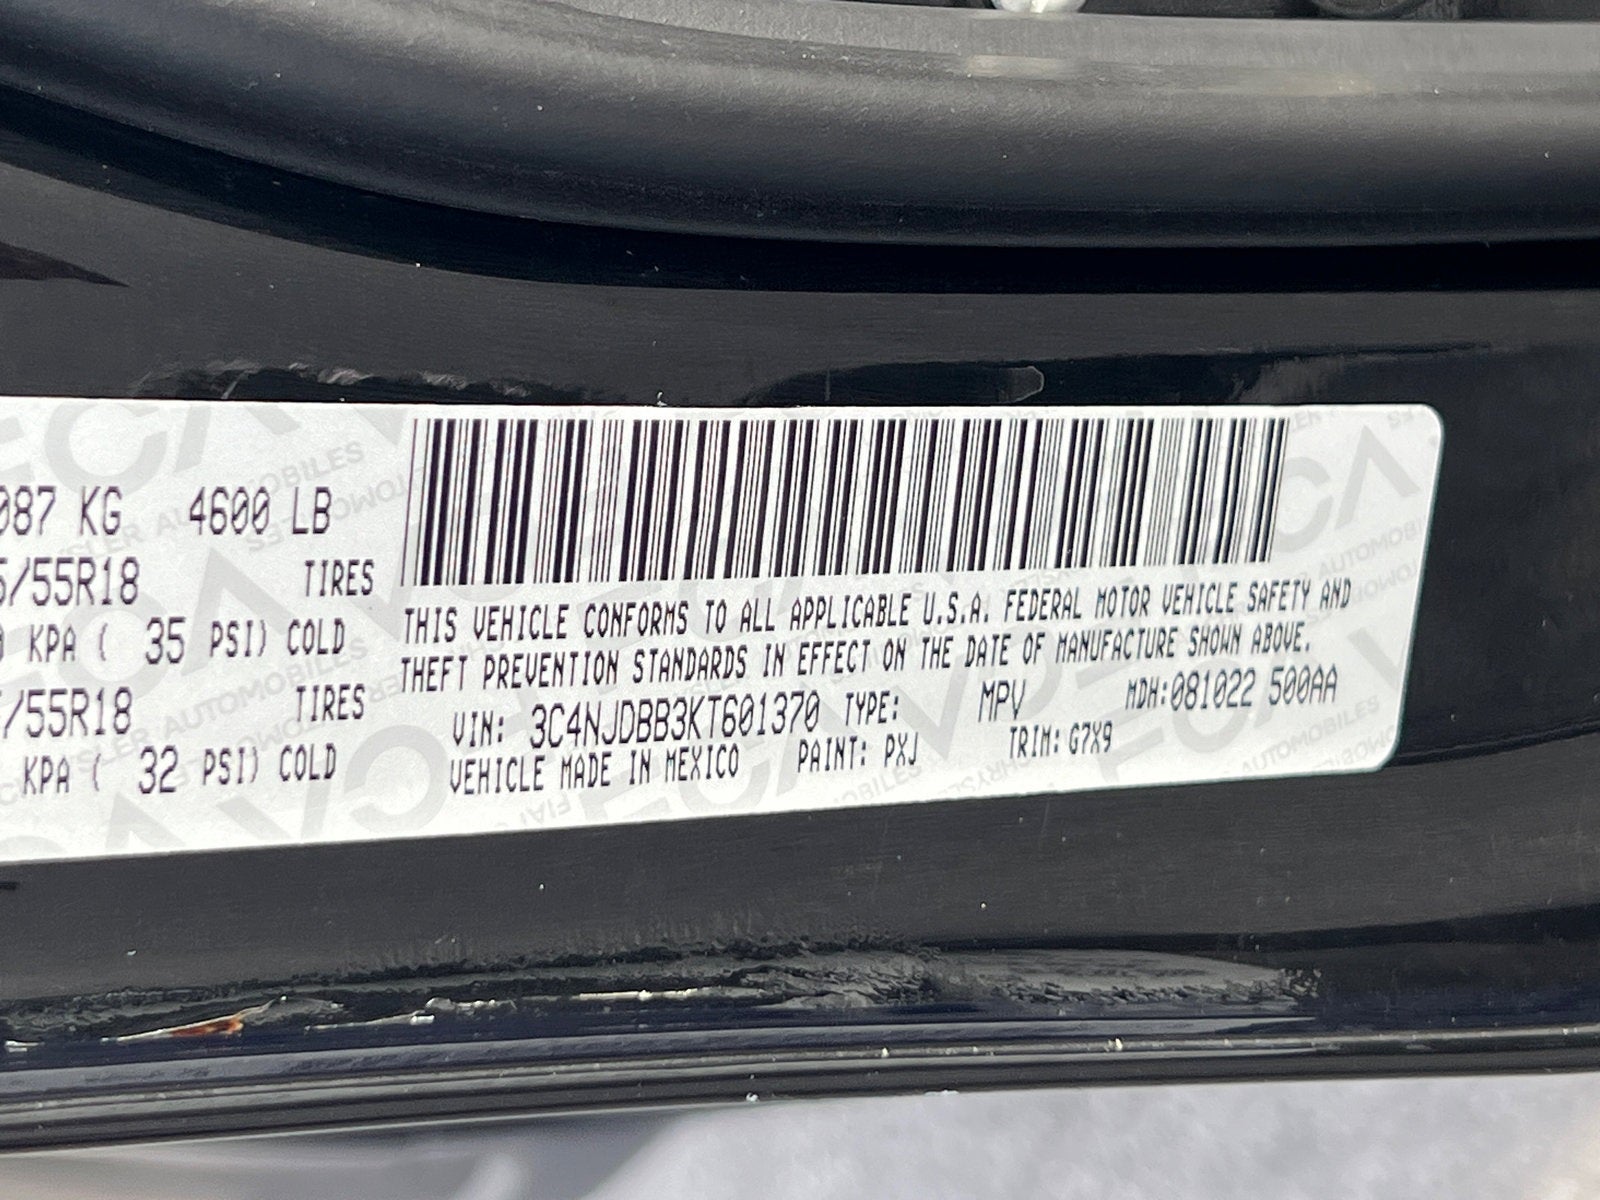 087 KG 4600 LB
5/55R18 TIRES
0 KPA ( 35 PSI) COLD
/55R18 TIRES
KPA ( 32 PSI) COLD
THIS VEHICLE CONFORMS TO ALL APPLICABLE U.S.A. FEDERAL MOTOR VEHICLE SAFETY AND
THEFT PREVENTION STANDARDS IN EFFECT ON THE DATE OF MANUFACTURE SHOWN ABOVE.
VIN: 3C4NJDBB3KT601370 TYPE: MPV MDH:081022 500AA
VEHICLE MADE IN MEXICO PAINT: PXJ TRIM: G7X9